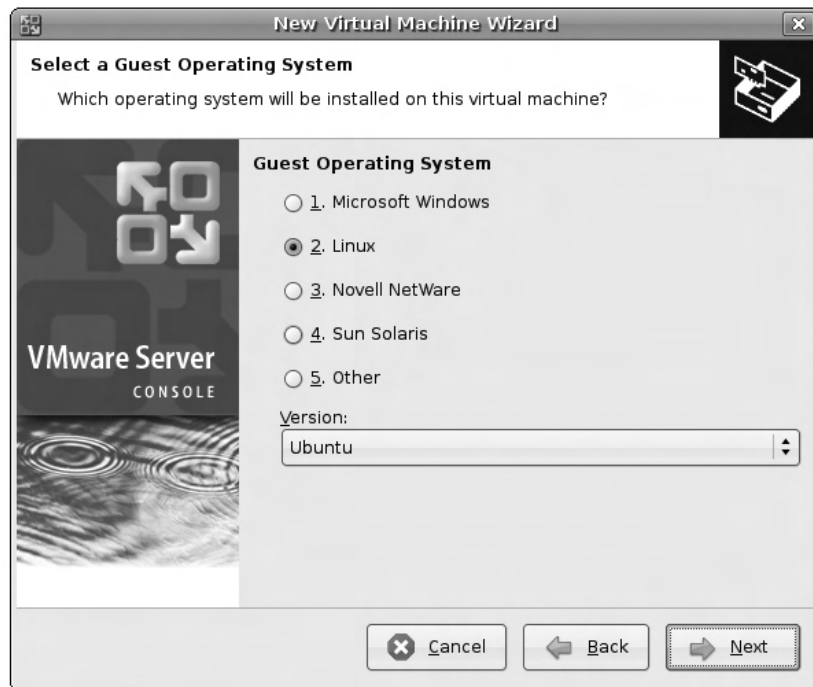 New Virtual Machine Wizard
Select a Guest Operating System
Which operating system will be installed on this virtual machine?
VMware Server
CONSOLE
Guest Operating System
1. Microsoft Windows
2. Linux
3. Novell NetWare
4. Sun Solaris
5. Other
Version:
Ubuntu
Cancel
Back
Next